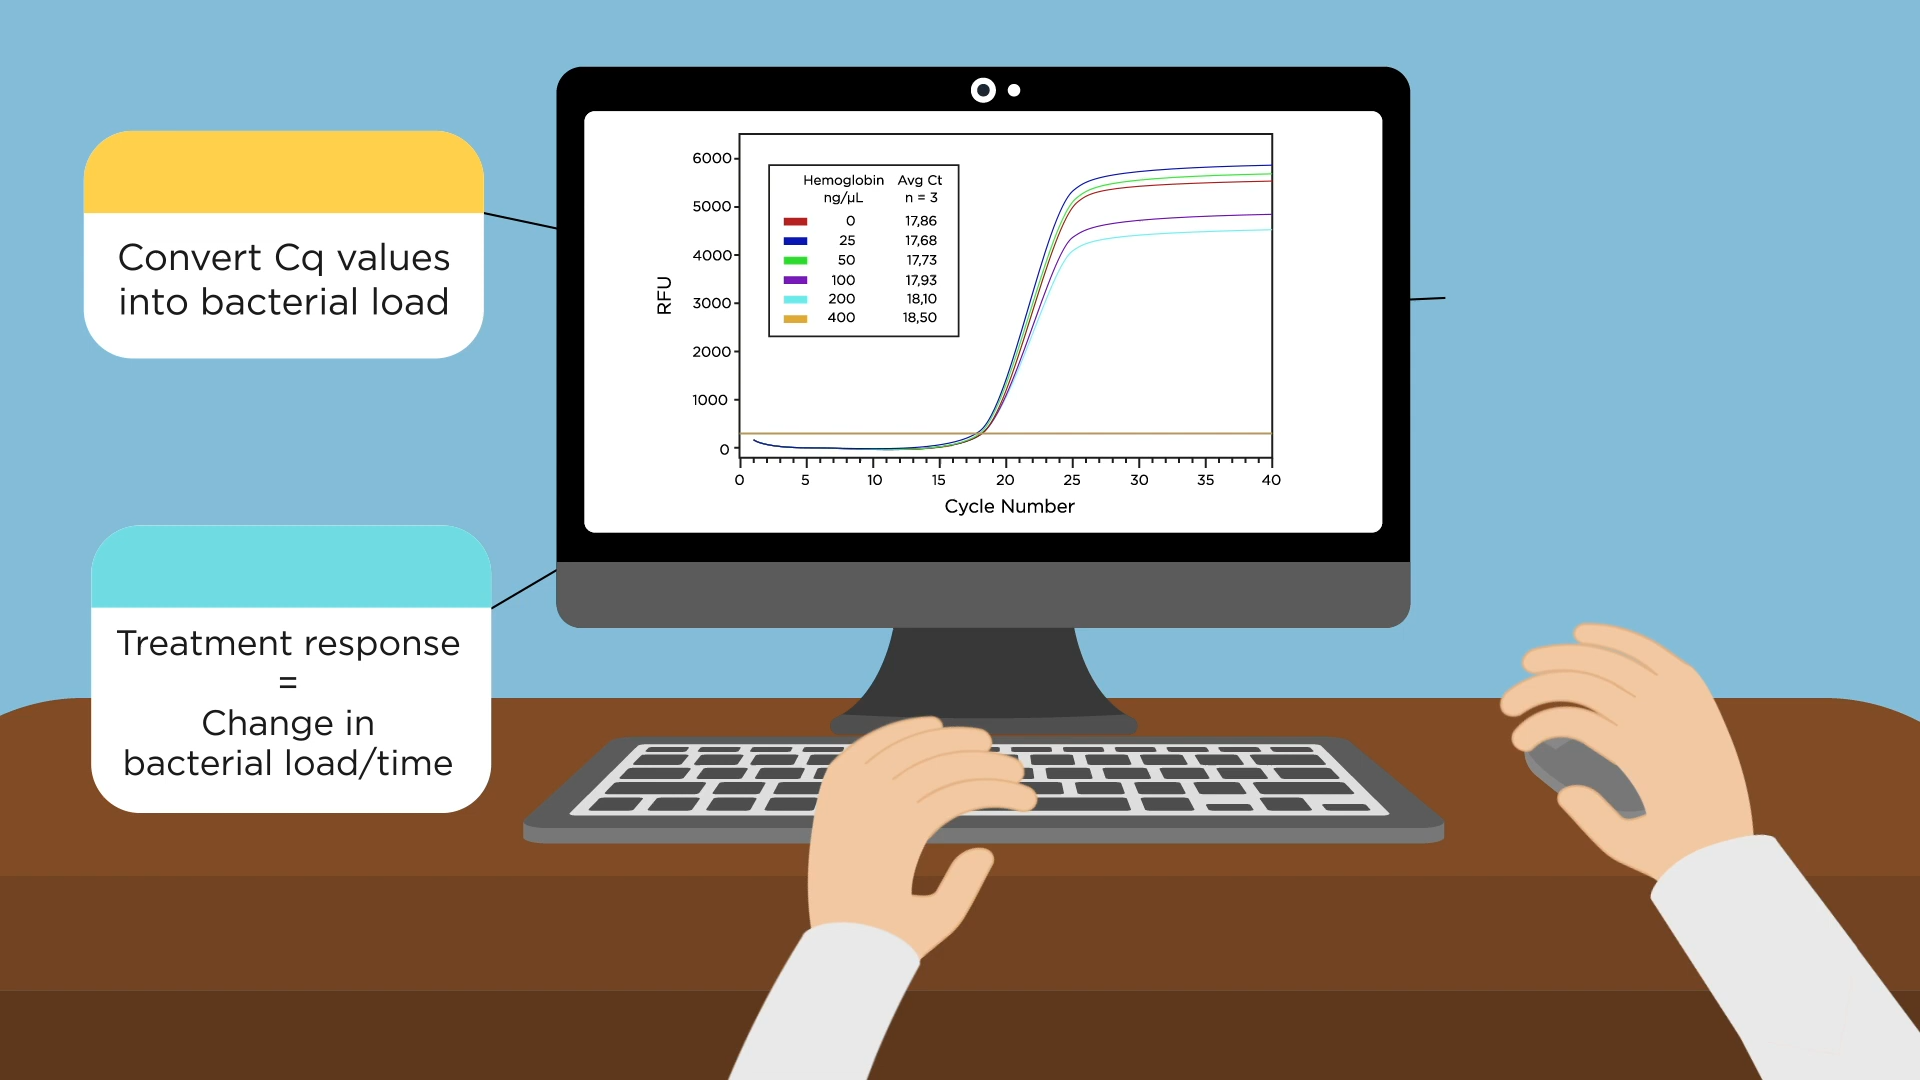 Convert Cq values
into bacterial load
Treatment response
=
Change in
bacterial load/time
Hemoglobin Avg Ct
ng/µL n = 3
0 17,86
25 17,68
50 17,73
100 17,93
200 18,10
400 18,50
RFU
6000
5000
4000
3000
2000
1000
0
0 5 10 15 20 25 30 35 40
Cycle Number